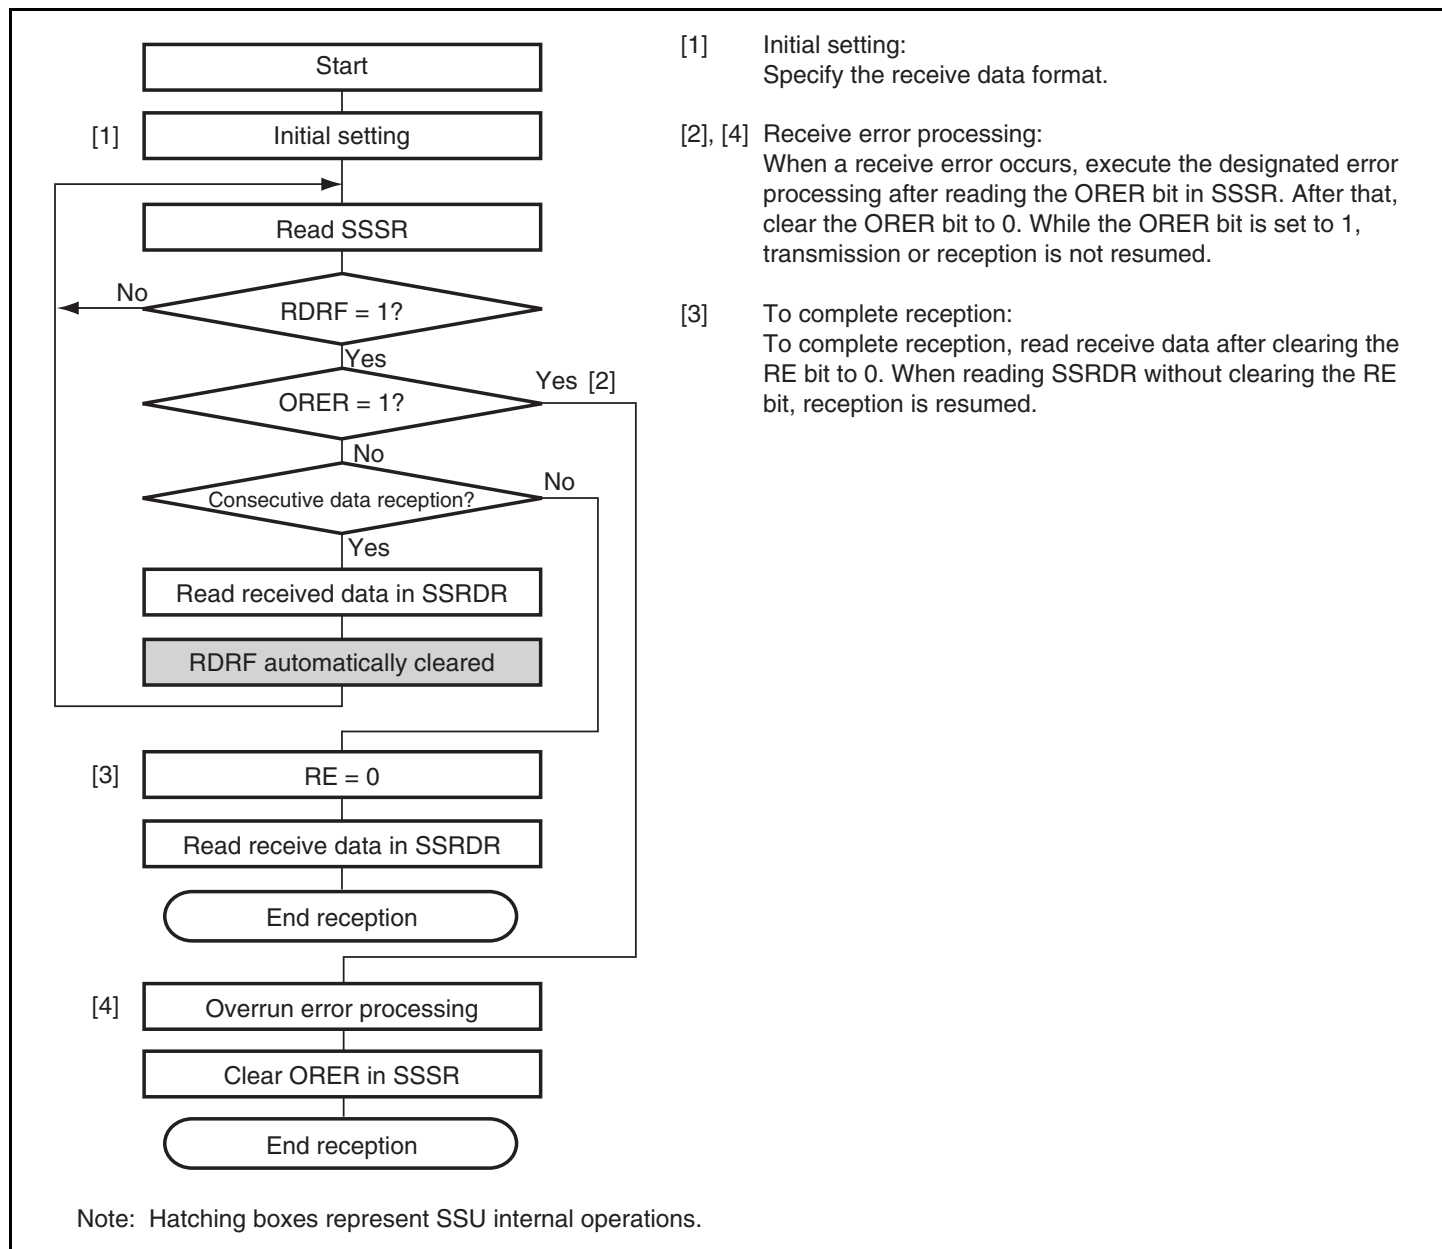 Start
[1]
Initial setting
Read SSSR
No
RDRF = 1?
Yes
ORER = 1?
Yes [2]
No
Consecutive data reception?
No
Yes
Read received data in SSRDR
RDRF automatically cleared
[3]
RE = 0
Read receive data in SSRDR
End reception
[4]
Overrun error processing
Clear ORER in SSSR
End reception
[1] Initial setting:
Specify the receive data format.
[2], [4] Receive error processing:
When a receive error occurs, execute the designated error
processing after reading the ORER bit in SSSR. After that,
clear the ORER bit to 0. While the ORER bit is set to 1,
transmission or reception is not resumed.
[3] To complete reception:
To complete reception, read receive data after clearing the
RE bit to 0. When reading SSRDR without clearing the RE
bit, reception is resumed.
Note: Hatching boxes represent SSU internal operations.